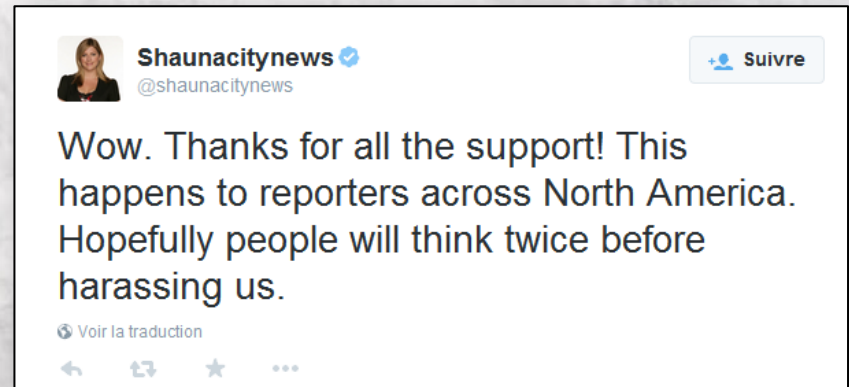 Shaunacitynews
@shaunacitynews
Suivre
Wow. Thanks for all the support! This
happens to reporters across North America.
Hopefully people will think twice before
harassing us.
Voir la traduction